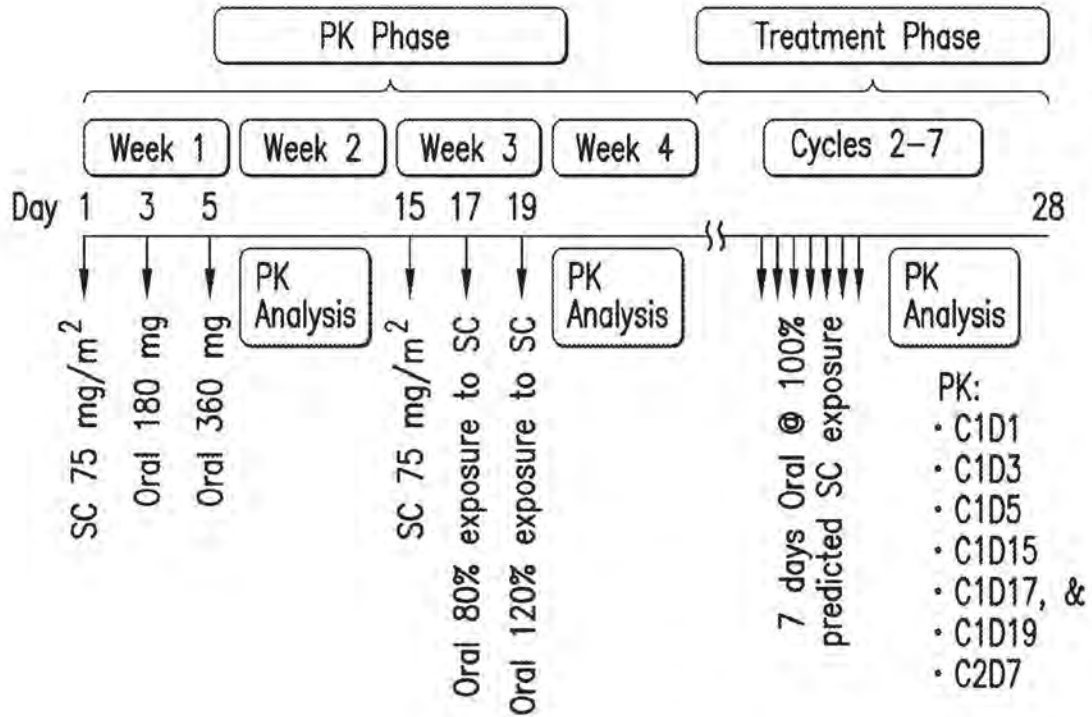 PK Phase
Treatment Phase
Week 1
Week 2
Week 3
Week 4
Cycles 2-7
Day 1 3 5 15 17 19 28
SC 75 mg/m²
Oral 180 mg
Oral 360 mg
PK
Analysis
SC 75 mg/m²
Oral 80% exposure to SC
Oral 120% exposure to SC
PK
Analysis
7 days Oral @ 100%
predicted SC exposure
PK
Analysis
PK:
· C1D1
· C1D3
· C1D5
· C1D15
· C1D17, &
· C1D19
· C2D7